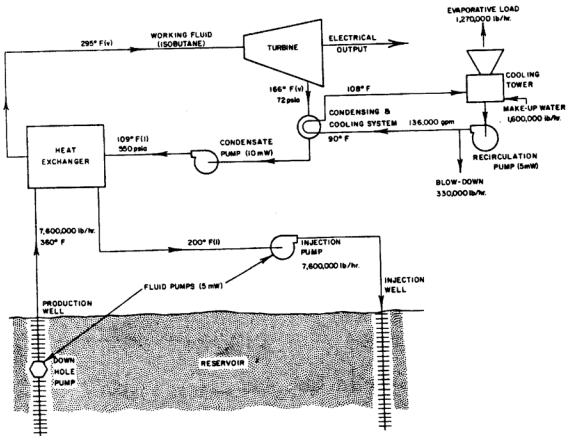 EVAPORATIVE LOAD
1,270,000 lb/hr.
WORKING FLUID
(ISOBUTANE)
295° F(v)
TURBINE
ELECTRICAL
OUTPUT
166° F(v)
72 psia
108° F
COOLING
TOWER
MAKE-UP WATER
1,600,000 lb/hr.
CONDENSING &
COOLING SYSTEM
136,000 gpm
90° F
109° F(l)
550 psia
CONDENSATE
PUMP (10 mW)
HEAT
EXCHANGER
RECIRCULATION
PUMP (5mW)
BLOW-DOWN
330,000 lb/hr.
7,600,000 lb/hr.
360° F
200° F(l)
INJECTION
PUMP
7,600,000 lb/hr.
FLUID PUMPS (5 mW)
INJECTION
WELL
PRODUCTION
WELL
RESERVOIR
DOWN
HOLE
PUMP